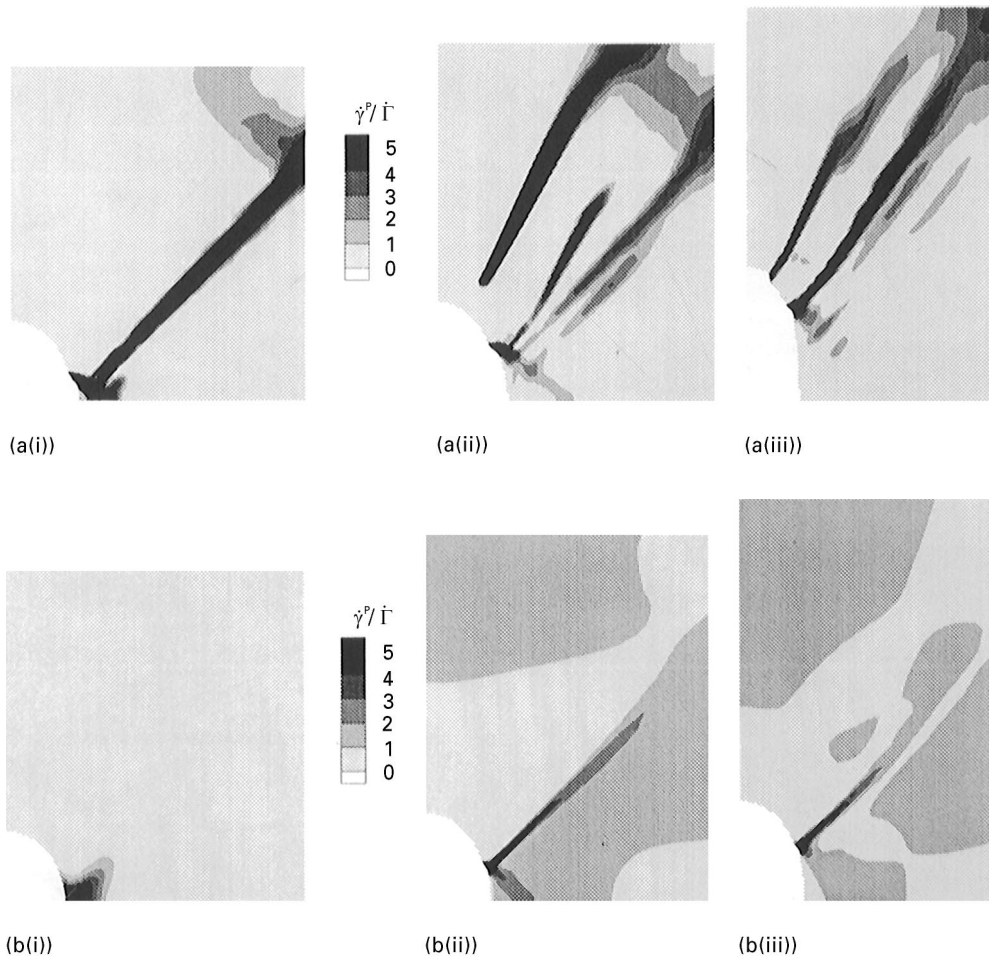 γ̇ᴾ/ Γ̇
5
4
3
2
1
0
(a(i))
(a(ii))
(a(iii))
γ̇ᴾ/ Γ̇
5
4
3
2
1
0
(b(i))
(b(ii))
(b(iii))